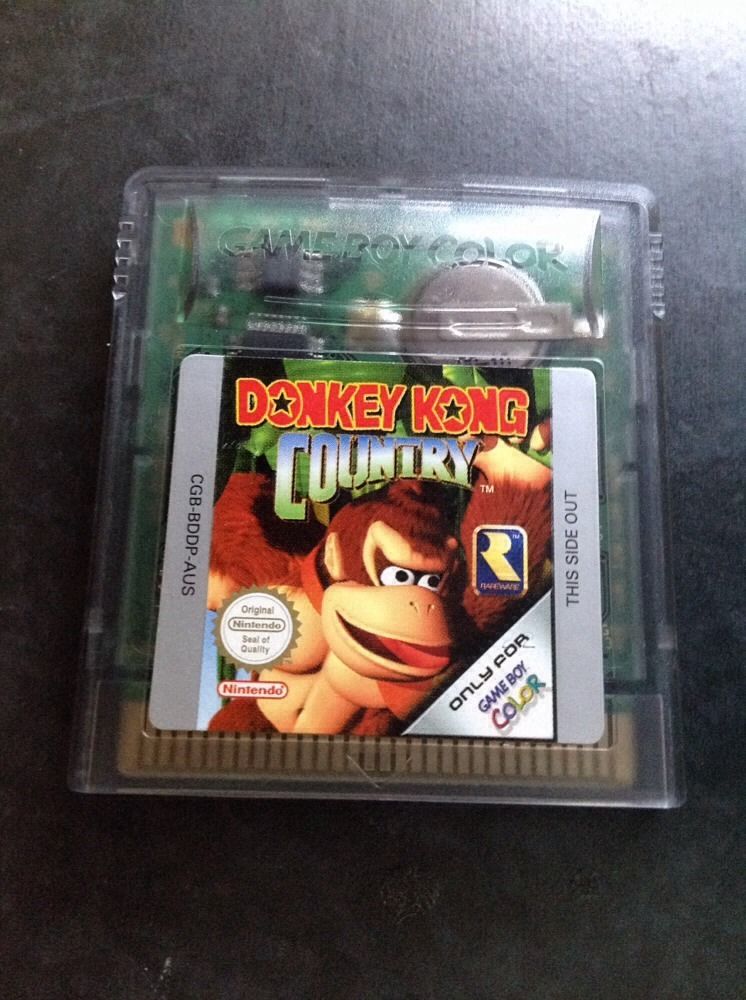 GAME BOY COLOR
DONKEY KONG
COUNTRY
TM
CGB-BDDP-AUS
THIS SIDE OUT
TM
RAREWARE
Original
Nintendo
Seal of
Quality
Nintendo
ONLY FOR
GAME BOY
COLOR